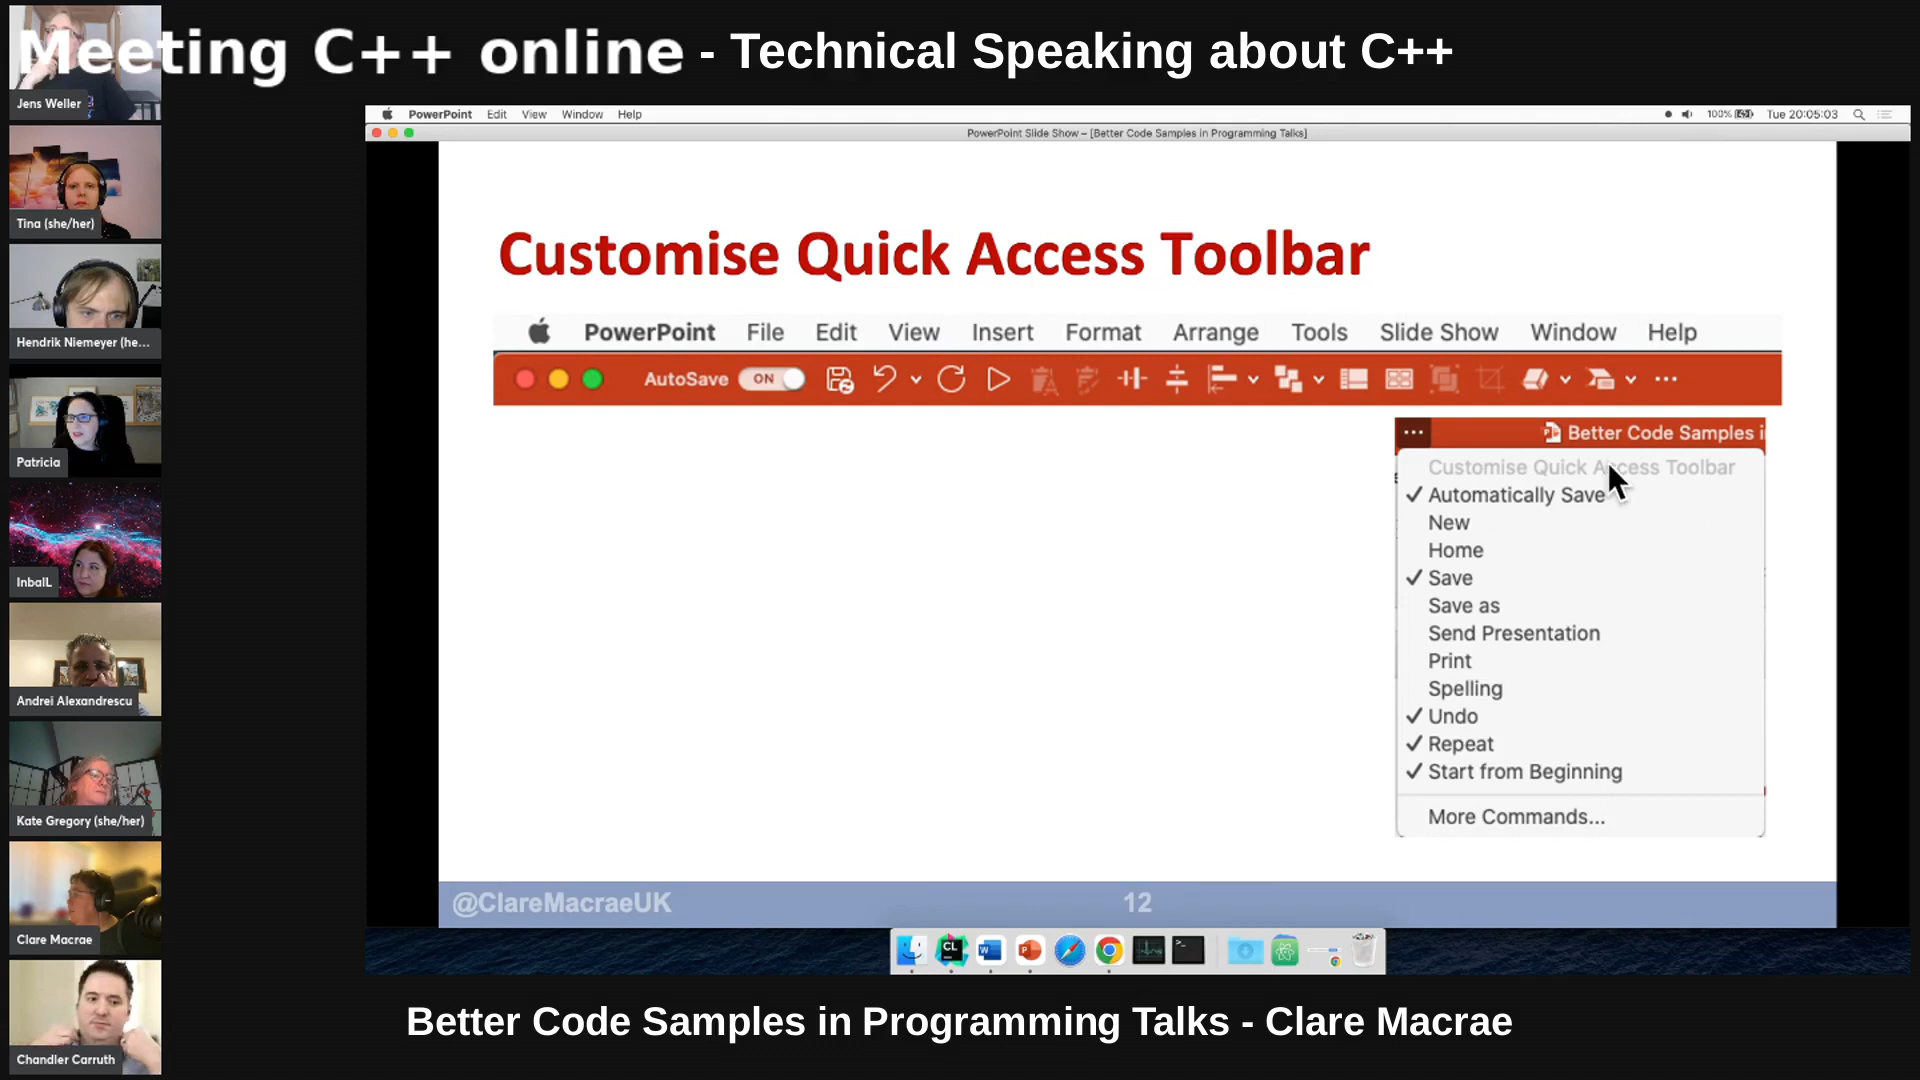 Meeting C++ online - Technical Speaking about C++
Jens Weller
Tina (she/her)
Hendrik Niemeyer (he...
Patricia
InbalL
Andrei Alexandrescu
Kate Gregory (she/her)
Clare Macrae
Chandler Carruth
PowerPoint Edit View Window Help
100% Tue 20:05:03
PowerPoint Slide Show – [Better Code Samples in Programming Talks]
Customise Quick Access Toolbar
PowerPoint File Edit View Insert Format Arrange Tools Slide Show Window Help
AutoSave ON
Better Code Samples i
Customise Quick Access Toolbar
Automatically Save
New
Home
Save
Save as
Send Presentation
Print
Spelling
Undo
Repeat
Start from Beginning
More Commands...
@ClareMacraeUK 12
CL W P
Better Code Samples in Programming Talks - Clare Macrae